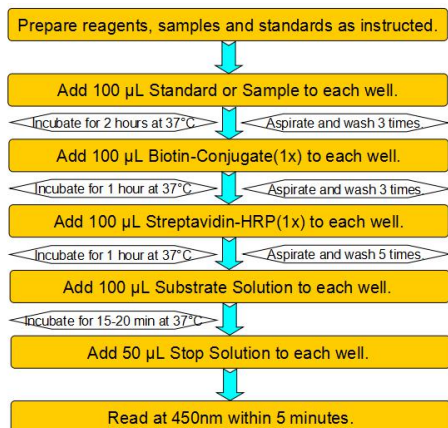 Prepare reagents, samples and standards as instructed.
Add 100 µL Standard or Sample to each well.
Incubate for 2 hours at 37°C
Aspirate and wash 3 times.
Add 100 µL Biotin-Conjugate(1x) to each well.
Incubate for 1 hour at 37°C
Aspirate and wash 3 times.
Add 100 µL Streptavidin-HRP(1x) to each well.
Incubate for 1 hour at 37°C
Aspirate and wash 5 times.
Add 100 µL Substrate Solution to each well.
Incubate for 15-20 min at 37°C
Add 50 µL Stop Solution to each well.
Read at 450nm within 5 minutes.